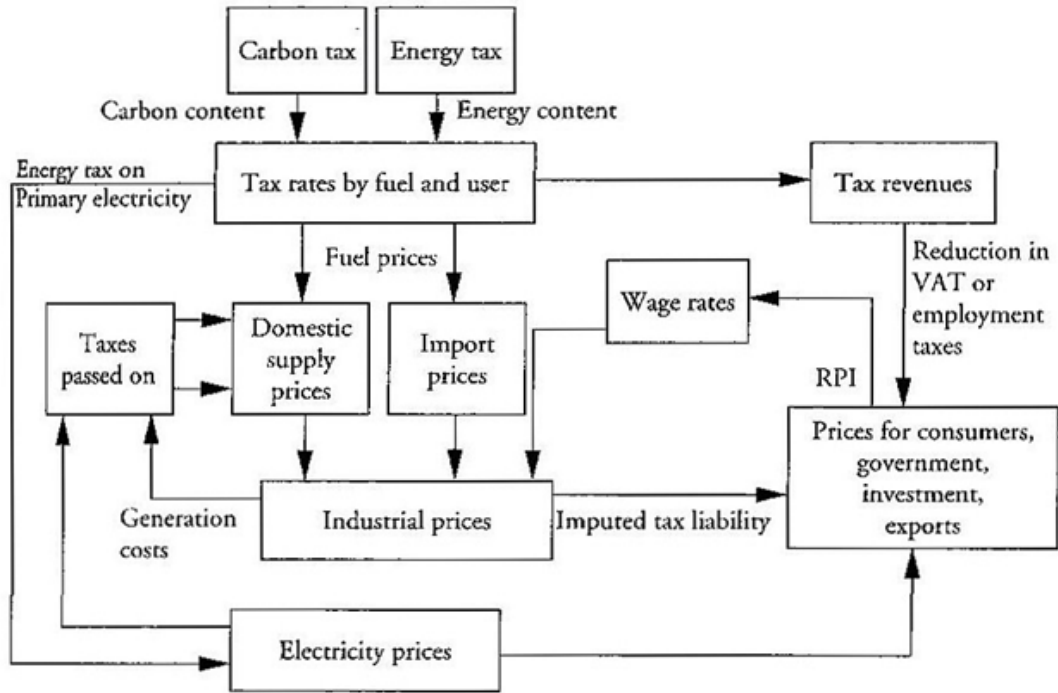 Carbon tax
Energy tax
Carbon content
Energy content
Energy tax on
Primary electricity
Tax rates by fuel and user
Tax revenues
Fuel prices
Reduction in
VAT or
employment
taxes
Wage rates
Taxes
passed on
Domestic
supply
prices
Import
prices
RPI
Prices for consumers,
government,
investment,
exports
Generation
costs
Industrial prices
Imputed tax liability
Electricity prices